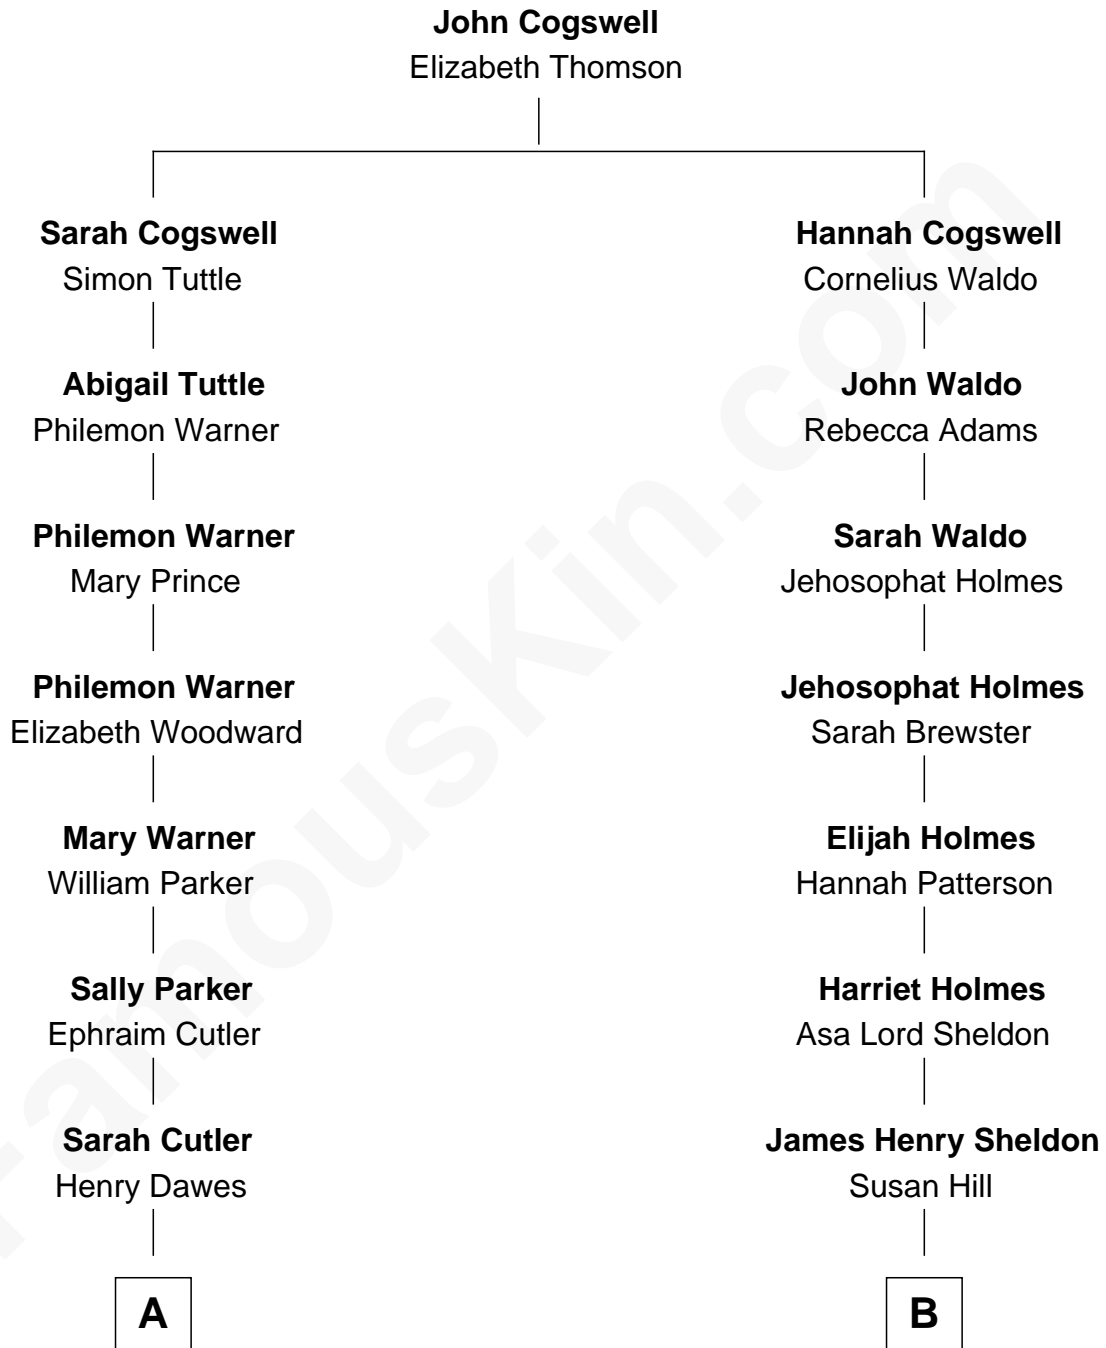 John Cogswell
Elizabeth Thomson
Sarah Cogswell
Simon Tuttle
Hannah Cogswell
Cornelius Waldo
Abigail Tuttle
Philemon Warner
John Waldo
Rebecca Adams
Philemon Warner
Mary Prince
Sarah Waldo
Jehosophat Holmes
Philemon Warner
Elizabeth Woodward
Jehosophat Holmes
Sarah Brewster
Mary Warner
William Parker
Elijah Holmes
Hannah Patterson
Sally Parker
Ephraim Cutler
Harriet Holmes
Asa Lord Sheldon
Sarah Cutler
Henry Dawes
James Henry Sheldon
Susan Hill
A
B
FamousKin.com